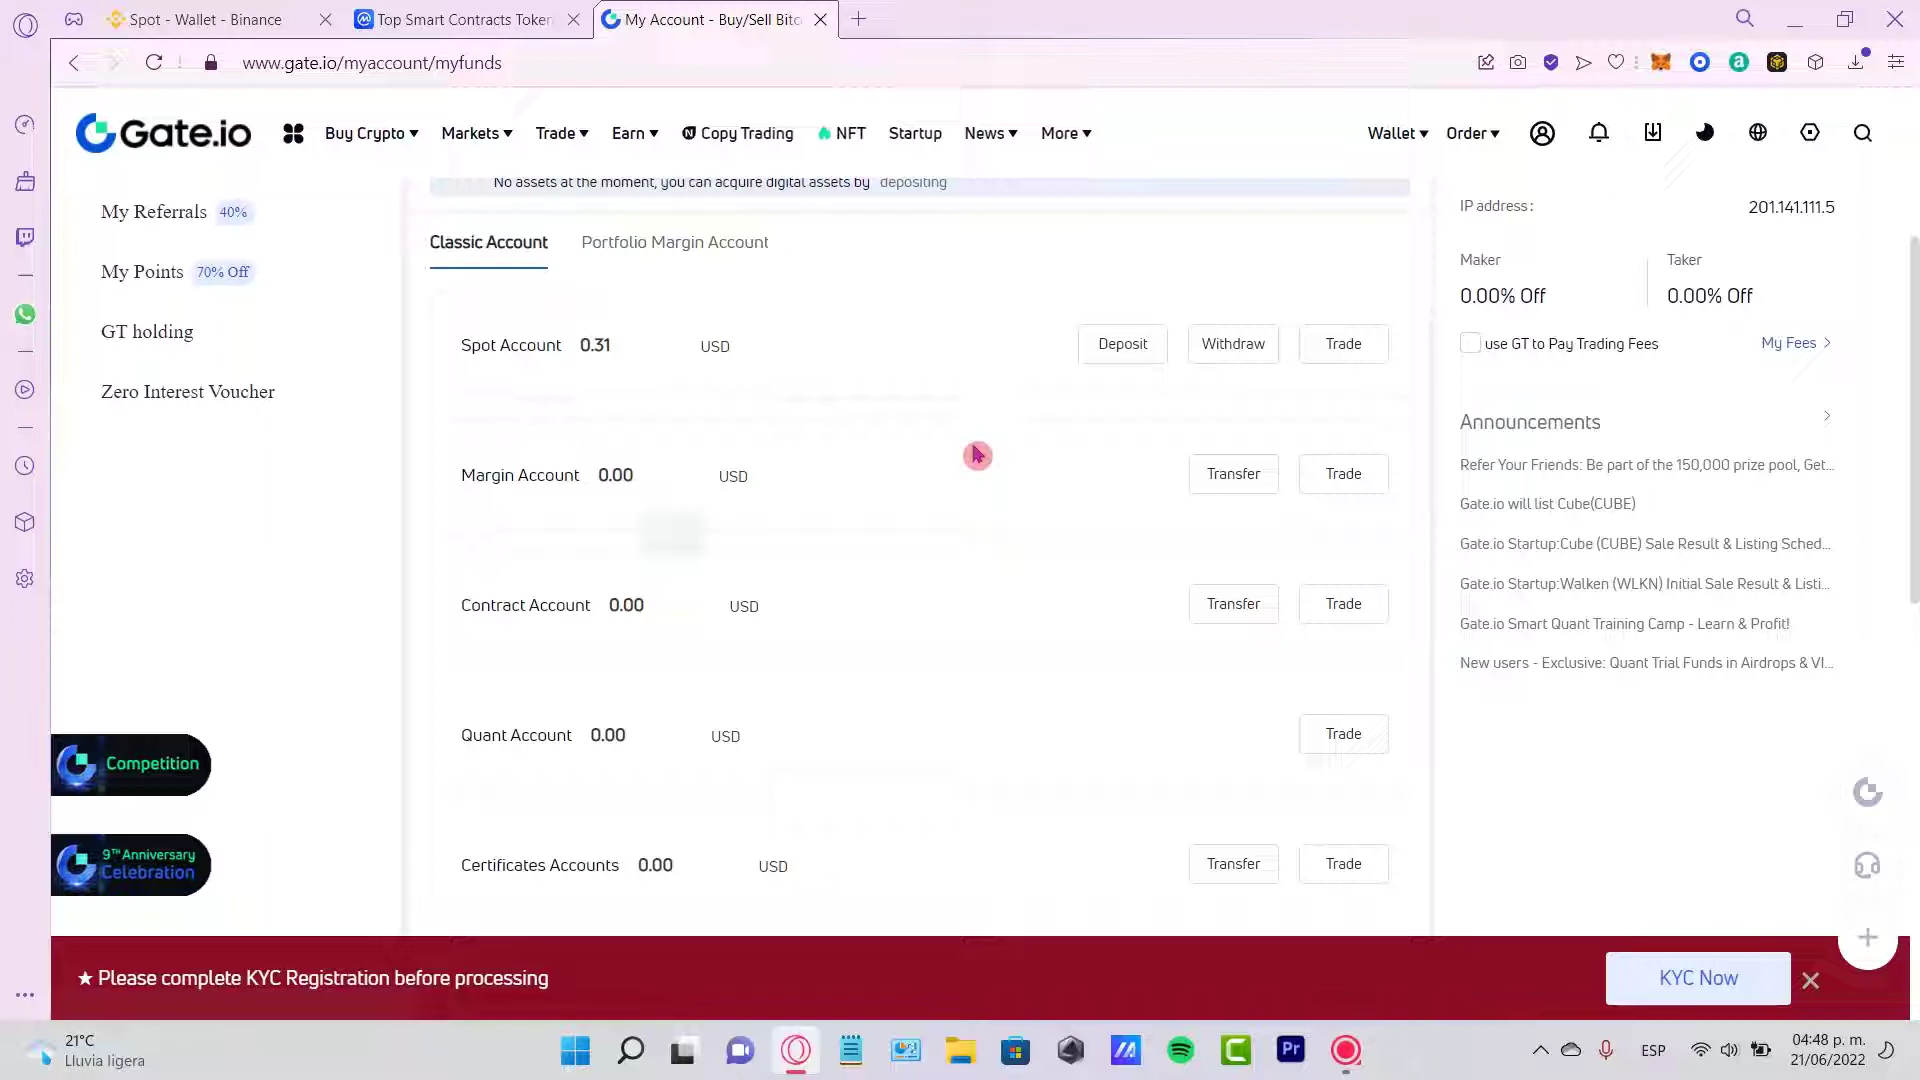 Spot - Wallet - Binance
Top Smart Contracts Token
My Account - Buy/Sell Bitc
www.gate.io/myaccount/myfunds
Gate.io
Buy Crypto
Markets
Trade
Earn
Copy Trading
NFT
Startup
News
More
Wallet
Order
My Referrals 40%
My Points 70% Off
GT holding
Zero Interest Voucher
Competition
9TH Anniversary
Celebration
No assets at the moment, you can acquire digital assets by depositing
Classic Account
Portfolio Margin Account
Spot Account 0.31 USD
Deposit
Withdraw
Trade
Margin Account 0.00 USD
Transfer
Trade
Contract Account 0.00 USD
Transfer
Trade
Quant Account 0.00 USD
Trade
Certificates Accounts 0.00 USD
Transfer
Trade
IP address: 201.141.111.5
Maker
Taker
0.00% Off
0.00% Off
use GT to Pay Trading Fees
My Fees >
Announcements >
Refer Your Friends: Be part of the 150,000 prize pool, Get...
Gate.io will list Cube(CUBE)
Gate.io Startup:Cube (CUBE) Sale Result & Listing Sched...
Gate.io Startup:Walken (WLKN) Initial Sale Result & Listi...
Gate.io Smart Quant Training Camp - Learn & Profit!
New users - Exclusive: Quant Trial Funds in Airdrops & VI...
★ Please complete KYC Registration before processing
KYC Now
21°C
Lluvia ligera
Pr
ESP
04:48 p. m.
21/06/2022